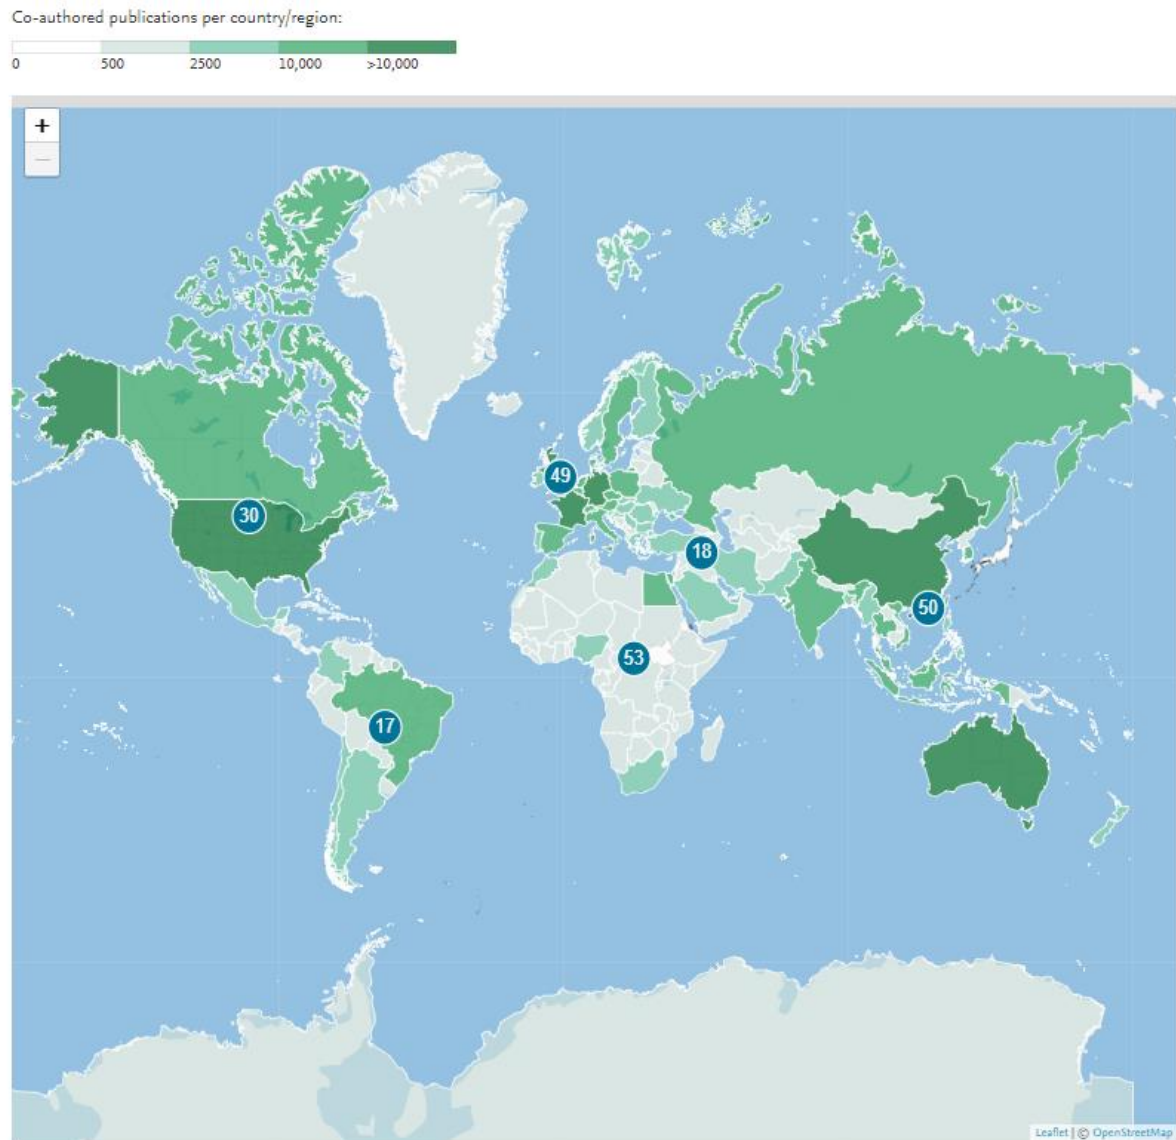 Co-authored publications per country/region:
0 500 2500 10,000 >10,000
+
−
49
30
18
50
53
17
Leaflet | © OpenStreetMap